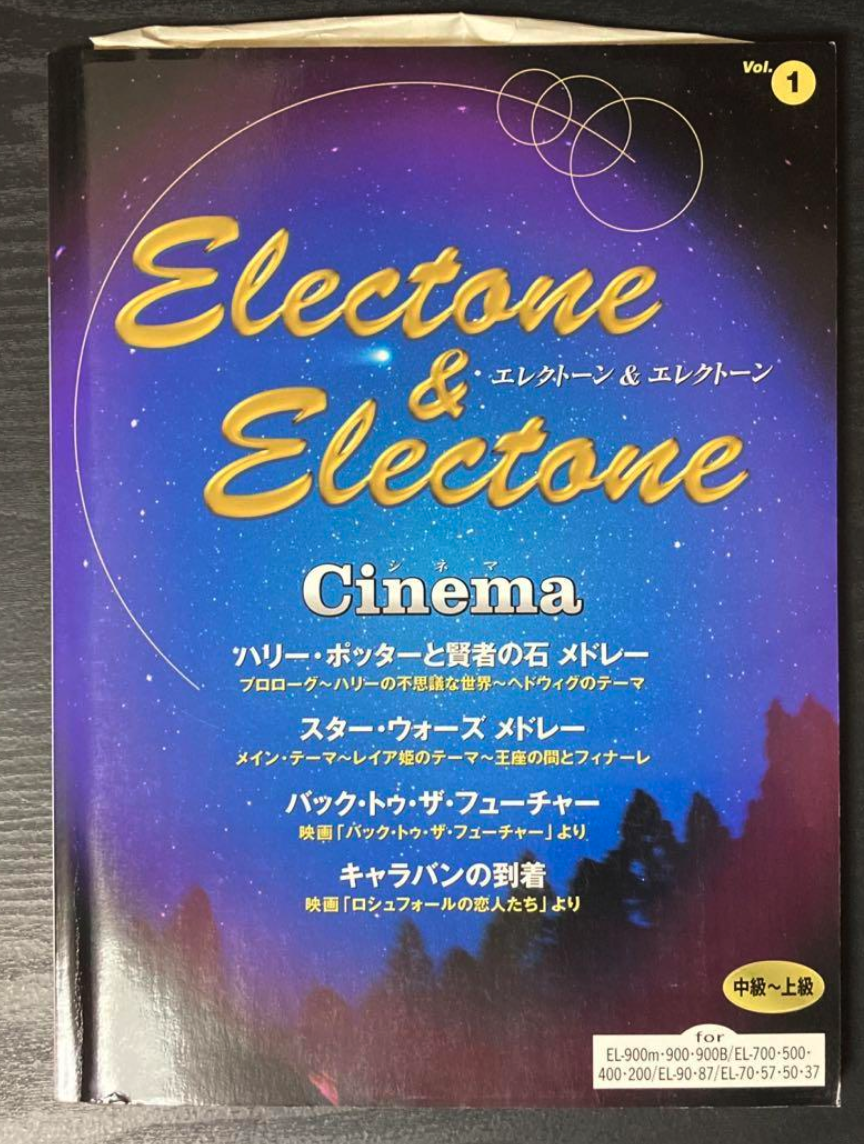 Vol. 1
Electone
&
エレクトーン & エレクトーン
Electone
シネマ
Cinema
ハリー・ポッターと賢者の石 メドレー
プロローグ～ハリーの不思議な世界～ヘドウィグのテーマ
スター・ウォーズ メドレー
メイン・テーマ～レイア姫のテーマ～王座の間とフィナーレ
バック・トゥ・ザ・フューチャー
映画「バック・トゥ・ザ・フューチャー」より
キャラバンの到着
映画「ロシュフォールの恋人たち」より
中級～上級
for
EL-900m・900・900B/EL-700・500・
400・200/EL-90・87/EL-70・57・50・37